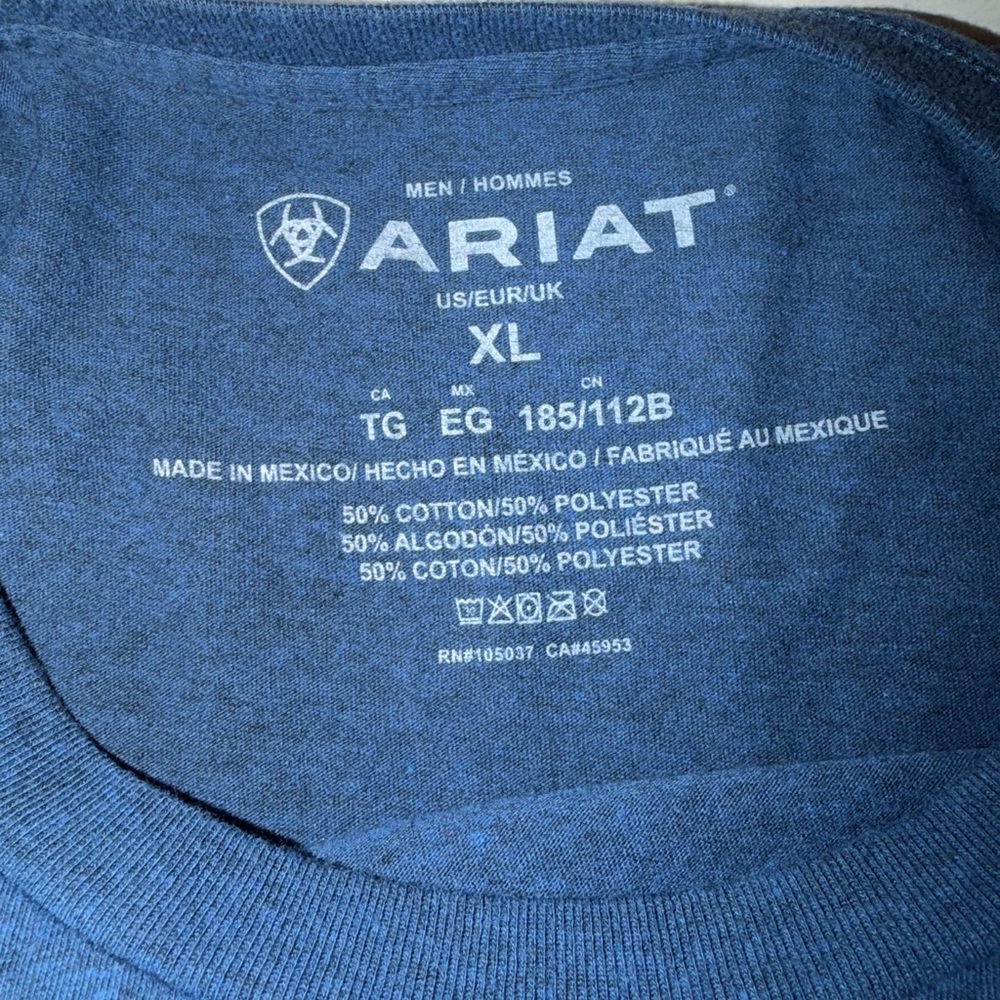 MEN / HOMMES
ARIAT®
US/EUR/UK
XL
CA MX CN
TG EG 185/112B
MADE IN MEXICO/ HECHO EN MÉXICO / FABRIQUÉ AU MEXIQUE
50% COTTON/50% POLYESTER
50% ALGODÓN/50% POLIÉSTER
50% COTON/50% POLYESTER
RN#105037 CA#45953